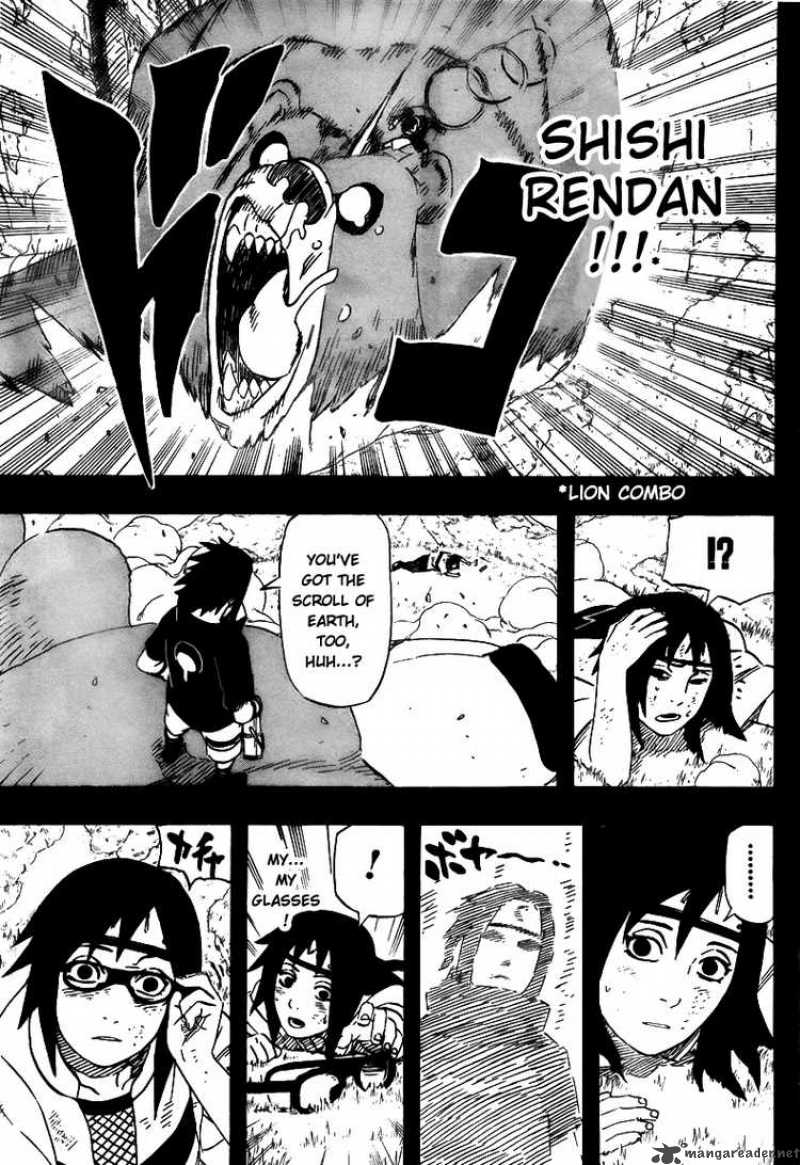 SHISHI
RENDAN
!!!*
ドゴ
*LION COMBO
!?
YOU'VE
GOT THE
SCROLL OF
EARTH,
TOO,
HUH...?
.........
ボヤ〜
!
MY...
MY
GLASSES
!
カチャ
mangareader.net